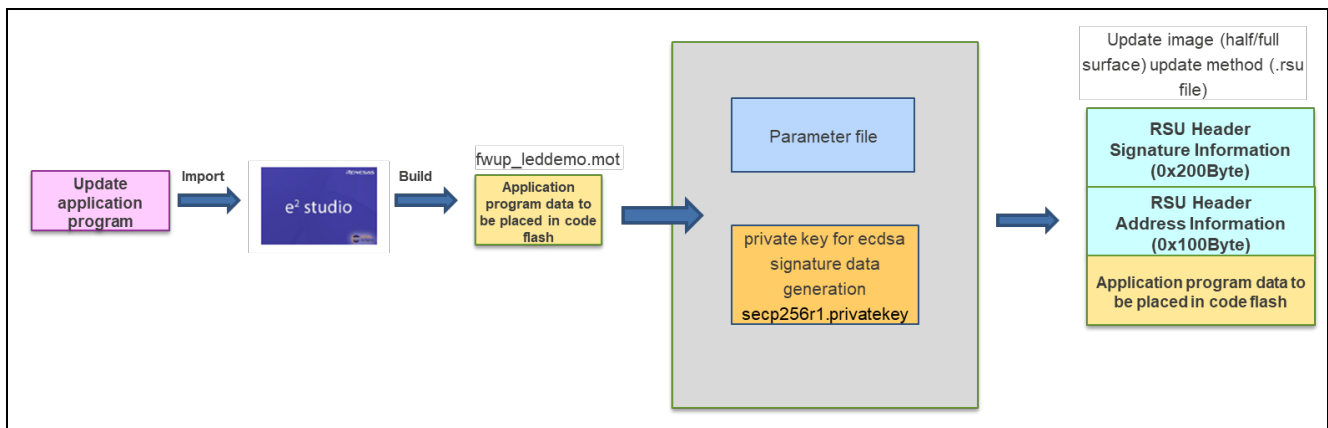 Update
application
program
Import
RENESAS
e² studio
Build
fwup_leddemo.mot
Application
program data to
be placed in code
flash
Parameter file
private key for ecdsa
signature data
generation
secp256r1.privatekey
Update image (half/full
surface) update method (.rsu
file)
RSU Header
Signature Information
(0x200Byte)
RSU Header
Address Information
(0x100Byte)
Application program data to
be placed in code flash